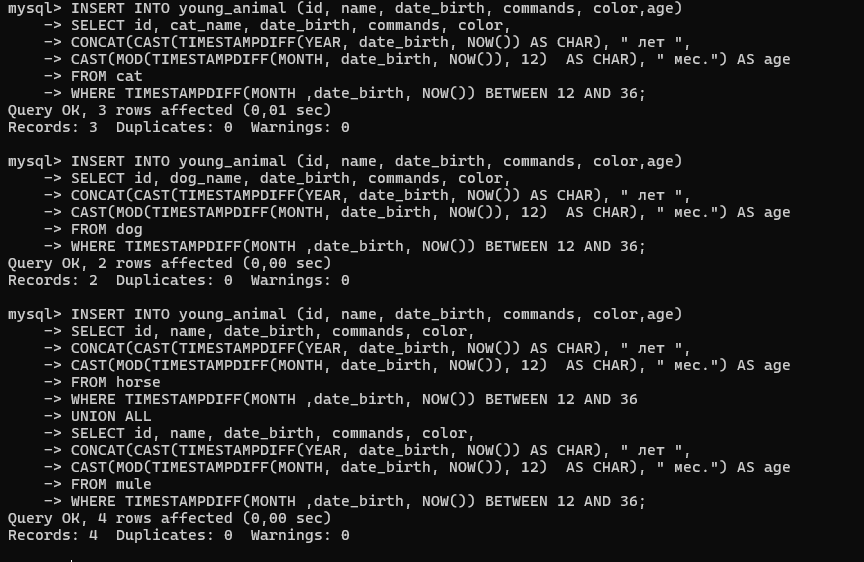 mysql> INSERT INTO young_animal (id, name, date_birth, commands, color,age)
-> SELECT id, cat_name, date_birth, commands, color,
-> CONCAT(CAST(TIMESTAMPDIFF(YEAR, date_birth, NOW()) AS CHAR), " лет ",
-> CAST(MOD(TIMESTAMPDIFF(MONTH, date_birth, NOW()), 12)  AS CHAR), " мес.") AS age
-> FROM cat
-> WHERE TIMESTAMPDIFF(MONTH ,date_birth, NOW()) BETWEEN 12 AND 36;
Query OK, 3 rows affected (0,01 sec)
Records: 3  Duplicates: 0  Warnings: 0
mysql> INSERT INTO young_animal (id, name, date_birth, commands, color,age)
-> SELECT id, dog_name, date_birth, commands, color,
-> CONCAT(CAST(TIMESTAMPDIFF(YEAR, date_birth, NOW()) AS CHAR), " лет ",
-> CAST(MOD(TIMESTAMPDIFF(MONTH, date_birth, NOW()), 12)  AS CHAR), " мес.") AS age
-> FROM dog
-> WHERE TIMESTAMPDIFF(MONTH ,date_birth, NOW()) BETWEEN 12 AND 36;
Query OK, 2 rows affected (0,00 sec)
Records: 2  Duplicates: 0  Warnings: 0
mysql> INSERT INTO young_animal (id, name, date_birth, commands, color,age)
-> SELECT id, name, date_birth, commands, color,
-> CONCAT(CAST(TIMESTAMPDIFF(YEAR, date_birth, NOW()) AS CHAR), " лет ",
-> CAST(MOD(TIMESTAMPDIFF(MONTH, date_birth, NOW()), 12)  AS CHAR), " мес.") AS age
-> FROM horse
-> WHERE TIMESTAMPDIFF(MONTH ,date_birth, NOW()) BETWEEN 12 AND 36
-> UNION ALL
-> SELECT id, name, date_birth, commands, color,
-> CONCAT(CAST(TIMESTAMPDIFF(YEAR, date_birth, NOW()) AS CHAR), " лет ",
-> CAST(MOD(TIMESTAMPDIFF(MONTH, date_birth, NOW()), 12)  AS CHAR), " мес.") AS age
-> FROM mule
-> WHERE TIMESTAMPDIFF(MONTH ,date_birth, NOW()) BETWEEN 12 AND 36;
Query OK, 4 rows affected (0,00 sec)
Records: 4  Duplicates: 0  Warnings: 0